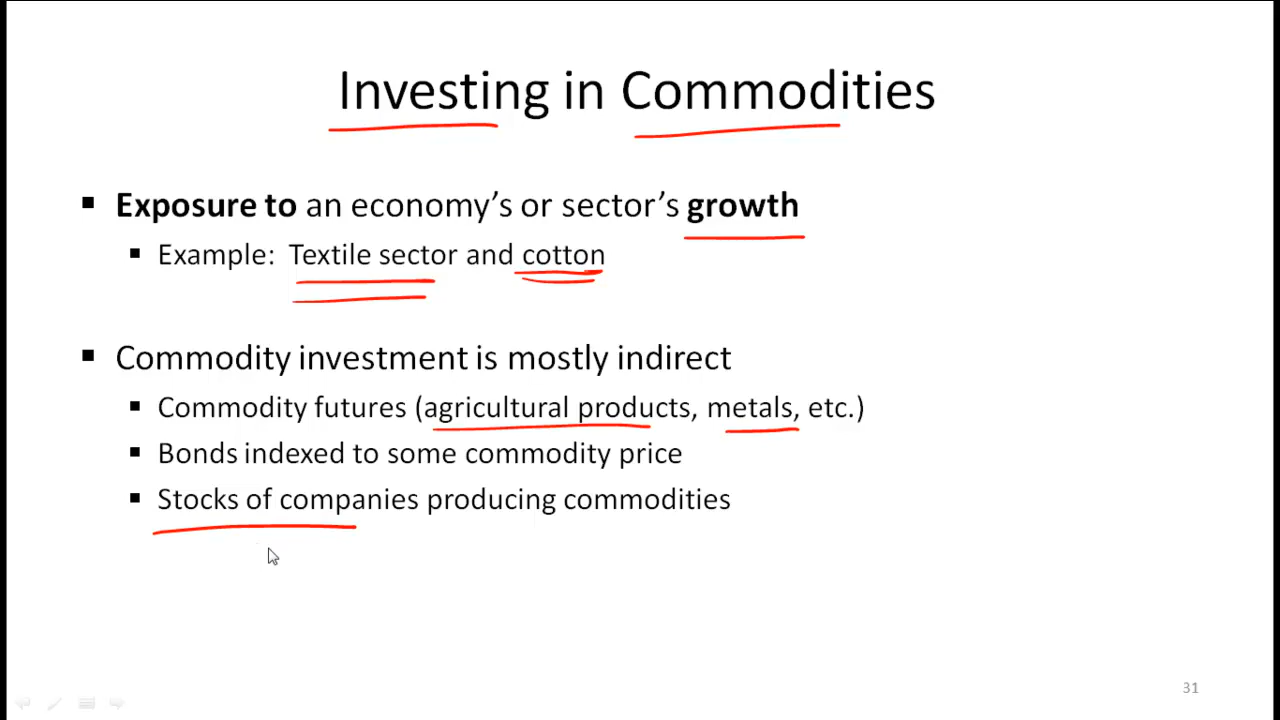 Investing in Commodities
▪ Exposure to an economy’s or sector’s growth
▪ Example: Textile sector and cotton
▪ Commodity investment is mostly indirect
▪ Commodity futures (agricultural products, metals, etc.)
▪ Bonds indexed to some commodity price
▪ Stocks of companies producing commodities
31